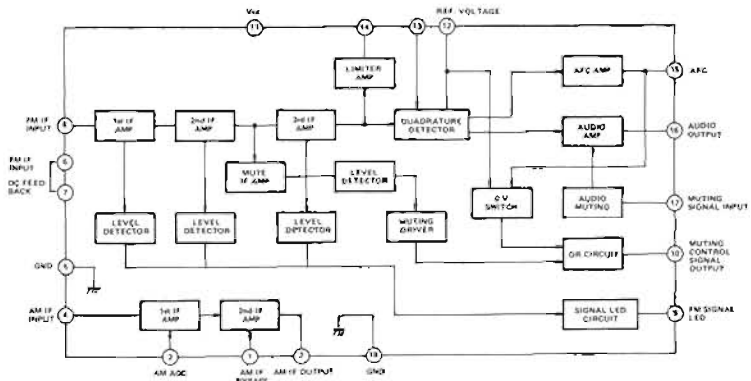 Vcc
REF. VOLTAGE
11
14
13
12
LIMITER
AMP
AFC AMP
15
AFC
FM IF
INPUT
1st IF
AMP
2nd IF
AMP
2nd IF
AMP
QUADRATURE
DETECTOR
AUDIO
AMP
16
AUDIO
OUTPUT
FM IF
INPUT
6
DC FEED
BACK
7
MUTE
IF AMP
LEVEL
DETECTOR
O.V
SWITCH
AUDIO
MUTING
17
MUTING
SIGNAL INPUT
LEVEL
DETECTOR
LEVEL
DETECTOR
LEVEL
DETECTOR
MUTING
DRIVER
OR CIRCUIT
10
MUTING
CONTROL
SIGNAL
OUTPUT
GND
5
AM IF
INPUT
4
1st IF
AMP
2nd IF
AMP
SIGNAL LED
CIRCUIT
9
FM SIGNAL
LED
3
1
2
18
AM AGC
AM IF
AM IF OUTPUT
GND